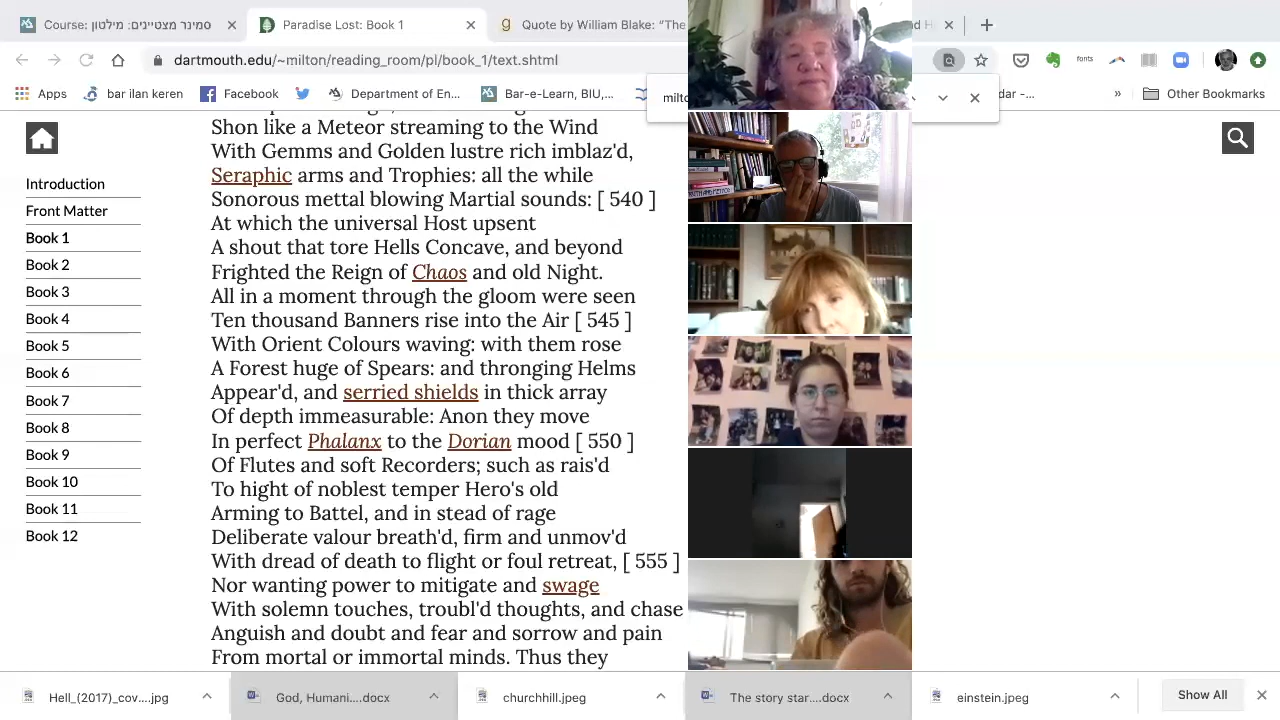 Course: סמינר מצטיינים: מילטון
Paradise Lost: Book 1
Quote by William Blake: "The
dartmouth.edu/~milton/reading_room/pl/book_1/text.shtml
fonts
Apps
bar ilan keren
Facebook
Department of En...
Bar-e-Learn, BIU,...
dar -...
»
Other Bookmarks
Introduction
Front Matter
Book 1
Book 2
Book 3
Book 4
Book 5
Book 6
Book 7
Book 8
Book 9
Book 10
Book 11
Book 12
Shon like a Meteor streaming to the Wind
With Gemms and Golden lustre rich imblaz'd,
Seraphic arms and Trophies: all the while
Sonorous mettal blowing Martial sounds: [ 540 ]
At which the universal Host upsent
A shout that tore Hells Concave, and beyond
Frighted the Reign of Chaos and old Night.
All in a moment through the gloom were seen
Ten thousand Banners rise into the Air [ 545 ]
With Orient Colours waving: with them rose
A Forest huge of Spears: and thronging Helms
Appear'd, and serried shields in thick array
Of depth immeasurable: Anon they move
In perfect Phalanx to the Dorian mood [ 550 ]
Of Flutes and soft Recorders; such as rais'd
To hight of noblest temper Hero's old
Arming to Battel, and in stead of rage
Deliberate valour breath'd, firm and unmov'd
With dread of death to flight or foul retreat, [ 555 ]
Nor wanting power to mitigate and swage
With solemn touches, troubl'd thoughts, and chase
Anguish and doubt and fear and sorrow and pain
From mortal or immortal minds. Thus they
Hell_(2017)_cov....jpg
God, Humani....docx
churchhill.jpeg
The story star....docx
einstein.jpeg
Show All